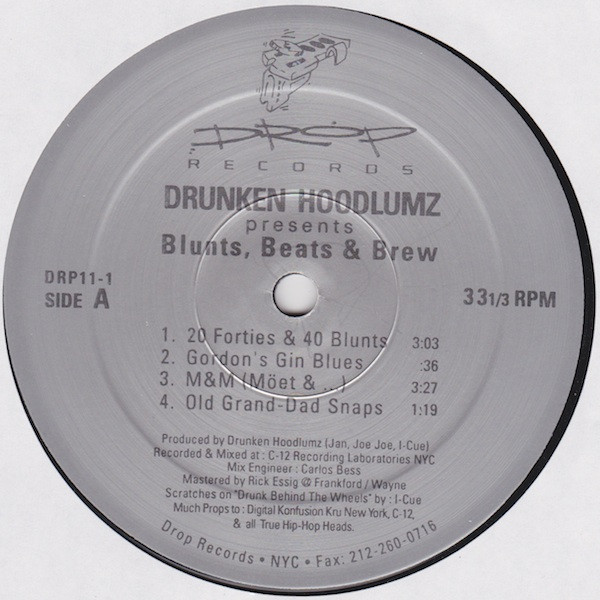 DROP
RECORDS
DRUNKEN HOODLUMZ
presents
Blunts, Beats & Brew
DRP11-1
SIDE A
33 1/3 RPM
1. 20 Forties & 40 Blunts 3:03
2. Gordon's Gin Blues :36
3. M&M (Möet & ...) 3:27
4. Old Grand-Dad Snaps 1:19
Produced by Drunken Hoodlumz (Jan, Joe Joe, I-Cue)
Recorded & Mixed at : C-12 Recording Laboratories NYC
Mix Engineer : Carlos Bess
Mastered by Rick Essig @ Frankford / Wayne
Scratches on "Drunk Behind The Wheels" by : I-Cue
Much Props to : Digital Konfusion Kru New York, C-12,
& all True Hip-Hop Heads.
Drop Records • NYC • Fax: 212-260-0716